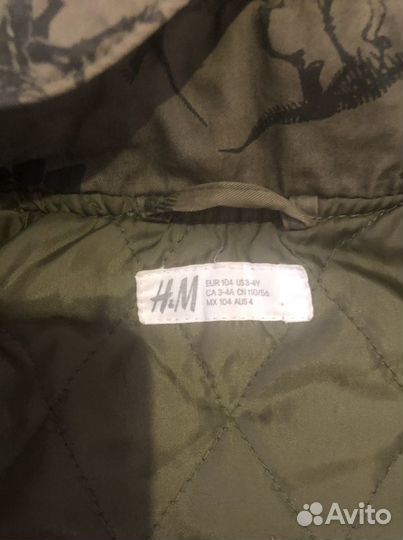 H&M
EUR 104 US 3-4Y
CA 3-4A CN 110/56
MX 104 AUS 4
Avito